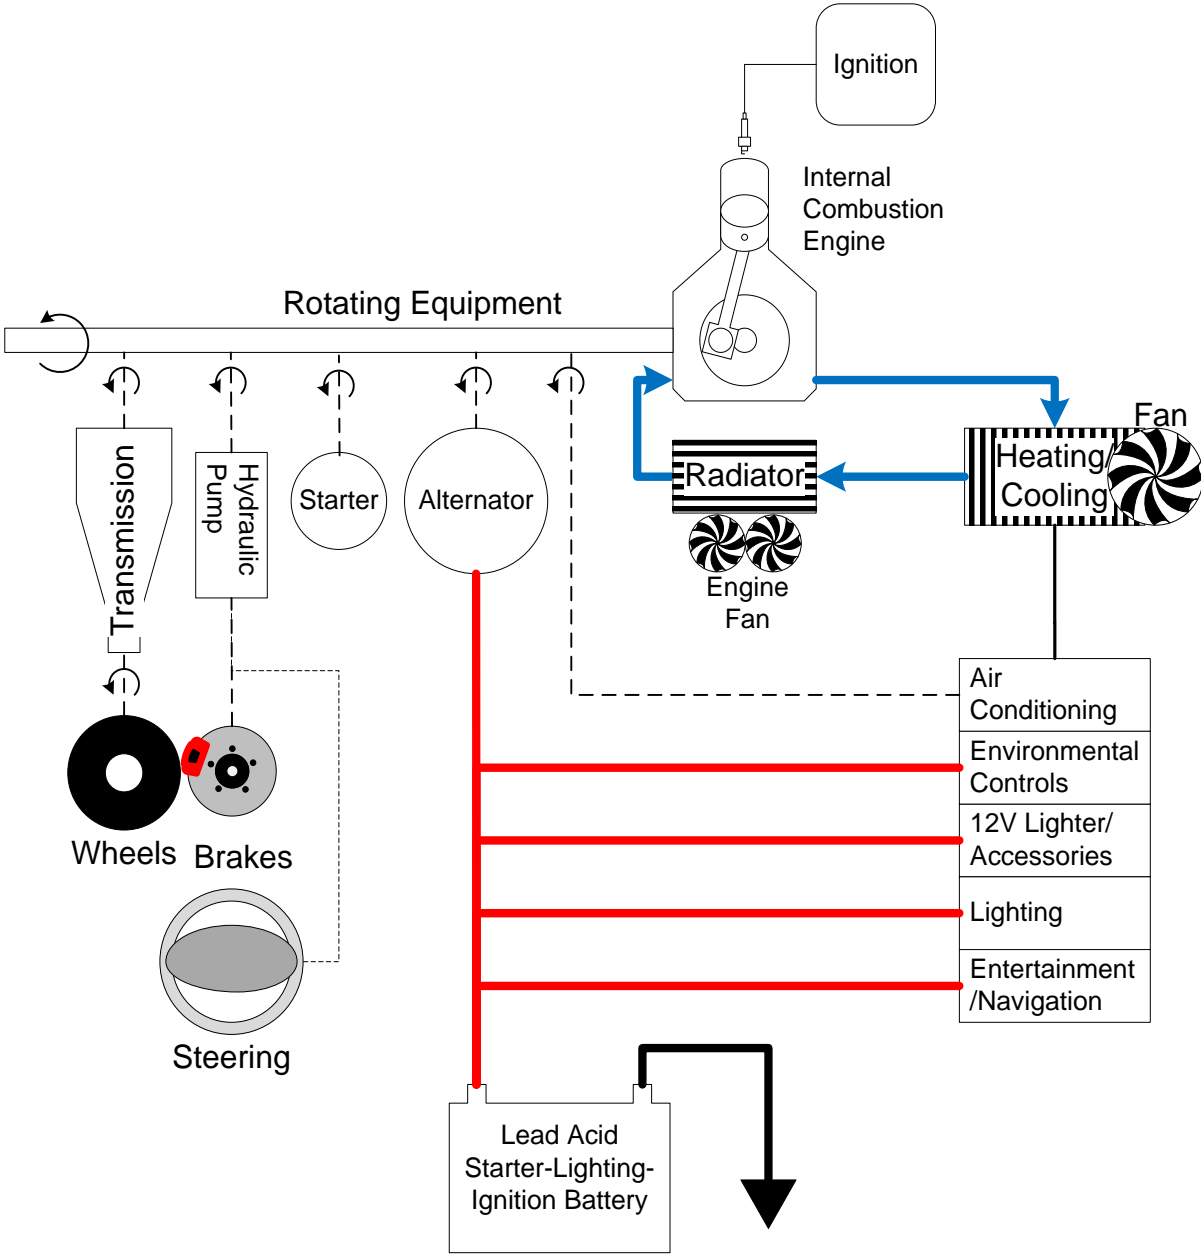 Ignition
Internal
Combustion
Engine
Rotating Equipment
Fan
Transmission
Hydraulic
Pump
Starter
Alternator
Radiator
Heating/
Cooling
Engine
Fan
Air
Conditioning
Environmental
Controls
12V Lighter/
Accessories
Lighting
Entertainment
/Navigation
Wheels
Brakes
Steering
Lead Acid
Starter-Lighting-
Ignition Battery